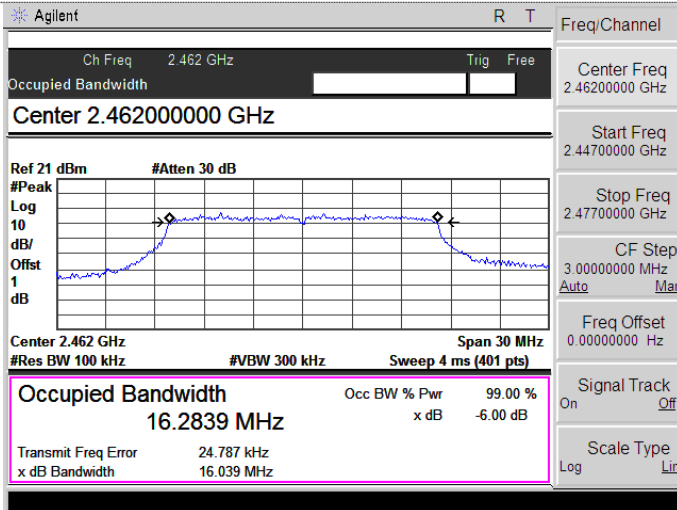 Agilent R T
Freq/Channel
Ch Freq 2.462 GHz Trig Free
Occupied Bandwidth
Center 2.462000000 GHz
Center Freq
2.46200000 GHz
Start Freq
2.44700000 GHz
Stop Freq
2.47700000 GHz
CF Step
3.00000000 MHz
Auto Man
Freq Offset
0.00000000 Hz
Signal Track
On Off
Scale Type
Log Lin
Ref 21 dBm #Atten 30 dB
#Peak
Log
10
dB/
Offst
1
dB
Center 2.462 GHz Span 30 MHz
#Res BW 100 kHz #VBW 300 kHz Sweep 4 ms (401 pts)
Occupied Bandwidth Occ BW % Pwr 99.00 %
16.2839 MHz x dB -6.00 dB
Transmit Freq Error 24.787 kHz
x dB Bandwidth 16.039 MHz